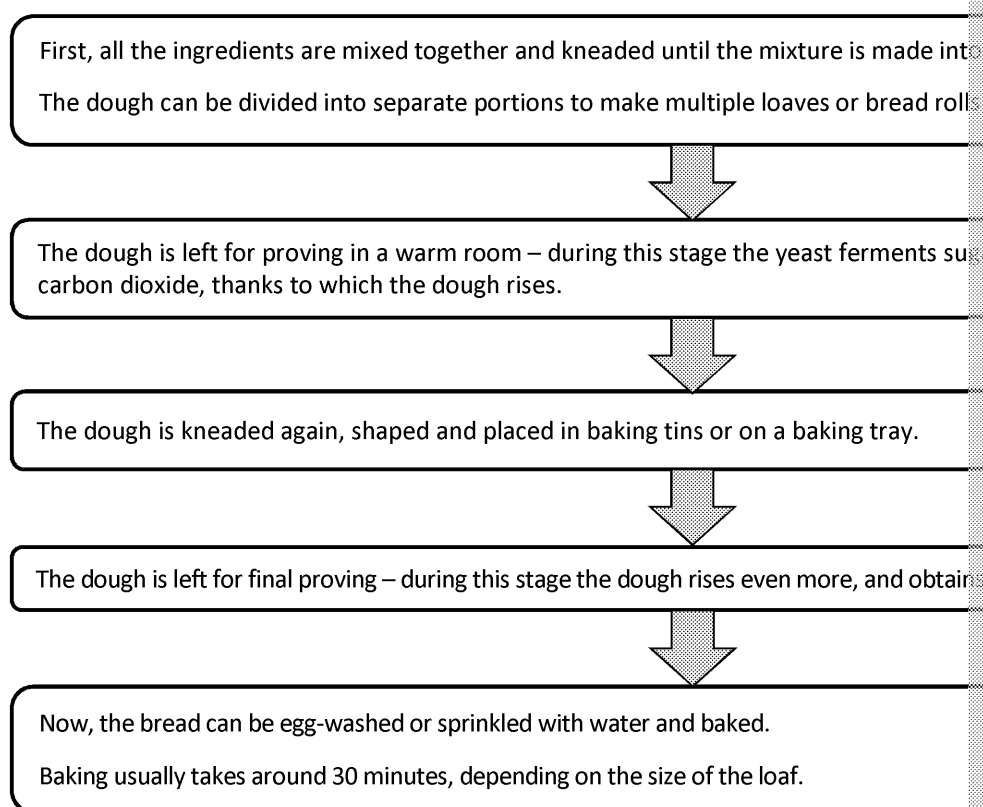 First, all the ingredients are mixed together and kneaded until the mixture is made into
The dough can be divided into separate portions to make multiple loaves or bread rolls
The dough is left for proving in a warm room – during this stage the yeast ferments
carbon dioxide, thanks to which the dough rises.
The dough is kneaded again, shaped and placed in baking tins or on a baking tray.
The dough is left for final proving – during this stage the dough rises even more, and
Now, the bread can be egg-washed or sprinkled with water and baked.
Baking usually takes around 30 minutes, depending on the size of the loaf.